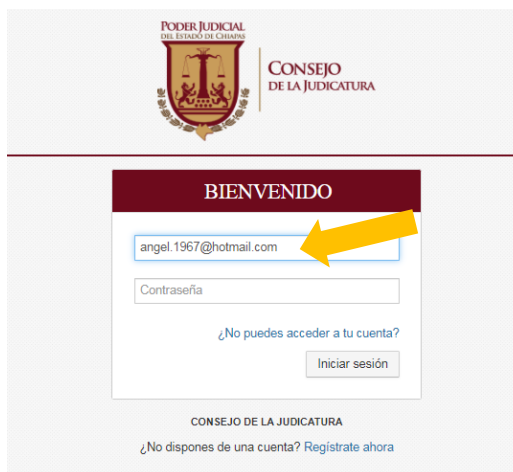 PODER JUDICIAL
DEL ESTADO DE CHIAPAS
CONSEJO
DE LA JUDICATURA
BIENVENIDO
angel.1967@hotmail.com
Contraseña
¿No puedes acceder a tu cuenta?
Iniciar sesión
CONSEJO DE LA JUDICATURA
¿No dispones de una cuenta? Regístrate ahora